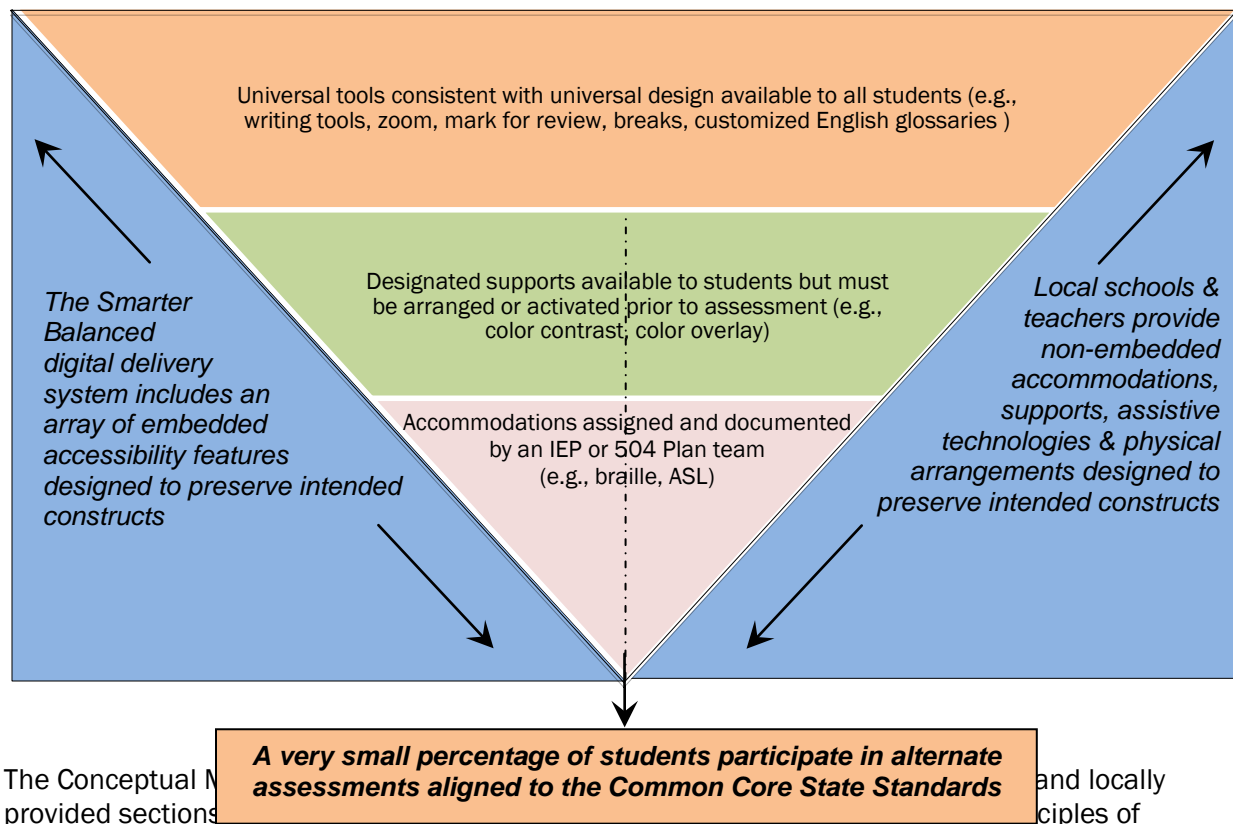 Universal tools consistent with universal design available to all students (e.g.,
writing tools, zoom, mark for review, breaks, customized English glossaries )
Designated supports available to students but must
be arranged or activated prior to assessment (e.g.,
color contrast, color overlay)
Accommodations assigned and documented
by an IEP or 504 Plan team
(e.g., braille, ASL)
The Smarter
Balanced
digital delivery
system includes an
array of embedded
accessibility features
designed to preserve intended
constructs
Local schools &
teachers provide
non-embedded
accommodations,
supports, assistive
technologies & physical
arrangements designed to
preserve intended constructs
A very small percentage of students participate in alternate
assessments aligned to the Common Core State Standards
The Conceptual and locally
provided sections of